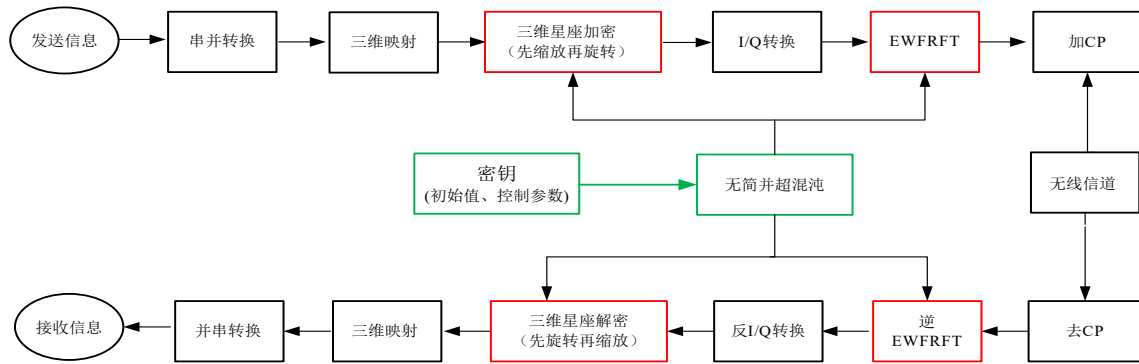 发送信息
串并转换
三维映射
三维星座加密
(先缩放再旋转)
I/Q转换
EWFRFT
加CP
密钥
(初始值、控制参数)
无简并超混沌
无线信道
接收信息
并串转换
三维映射
三维星座解密
(先旋转再缩放)
反I/Q转换
逆
EWFRFT
去CP